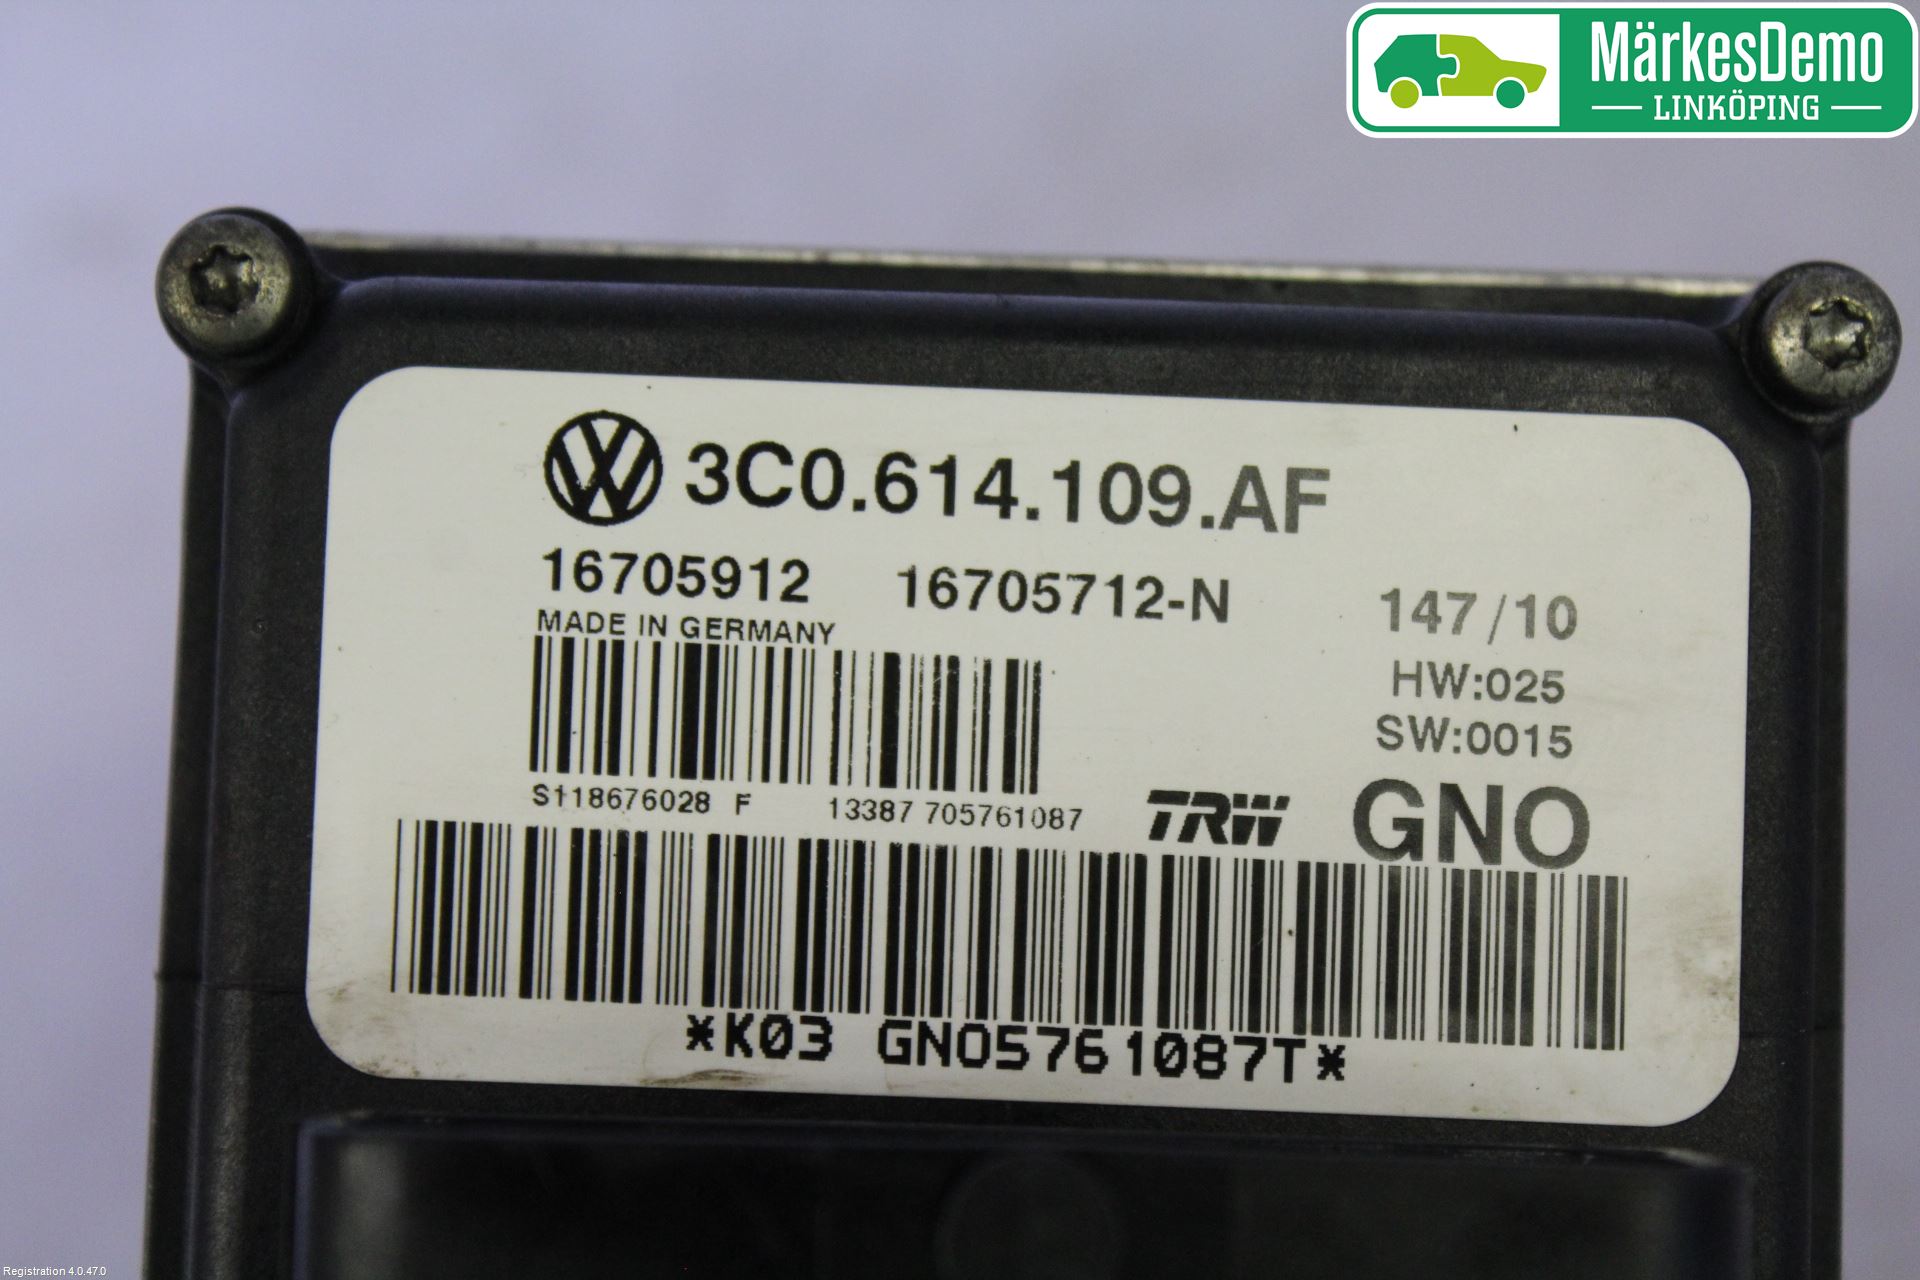 MärkesDemo
LINKÖPING
3C0.614.109.AF
16705912 16705712-N
147/10
MADE IN GERMANY
HW:025
SW:0015
S118676028 F 13387 705761087
TRW GNO
*K03 GNO5761087T*
Registration 4.0.47.0